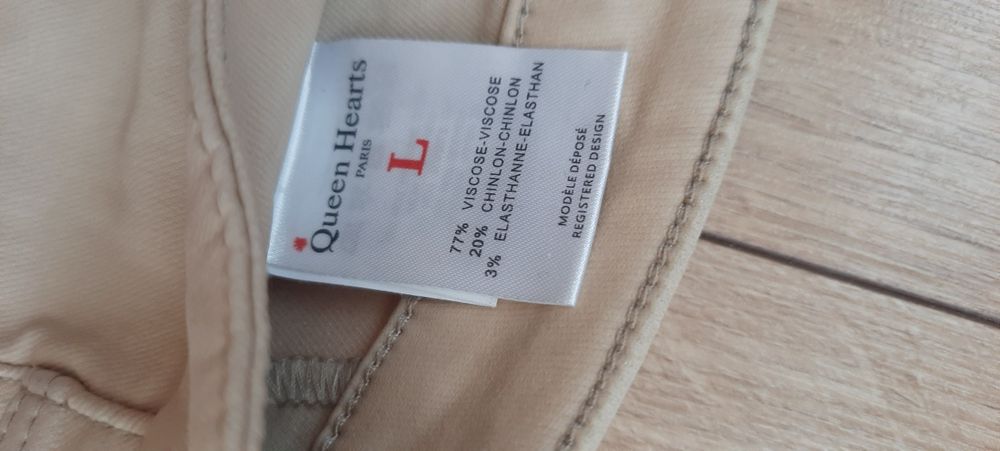 Queen Hearts
PARIS
L
77% VISCOSE-VISCOSE
20% CHINLON-CHINLON
3% ELASTHANNE-ELASTHAN
MODÈLE DÉPOSÉ
REGISTERED DESIGN